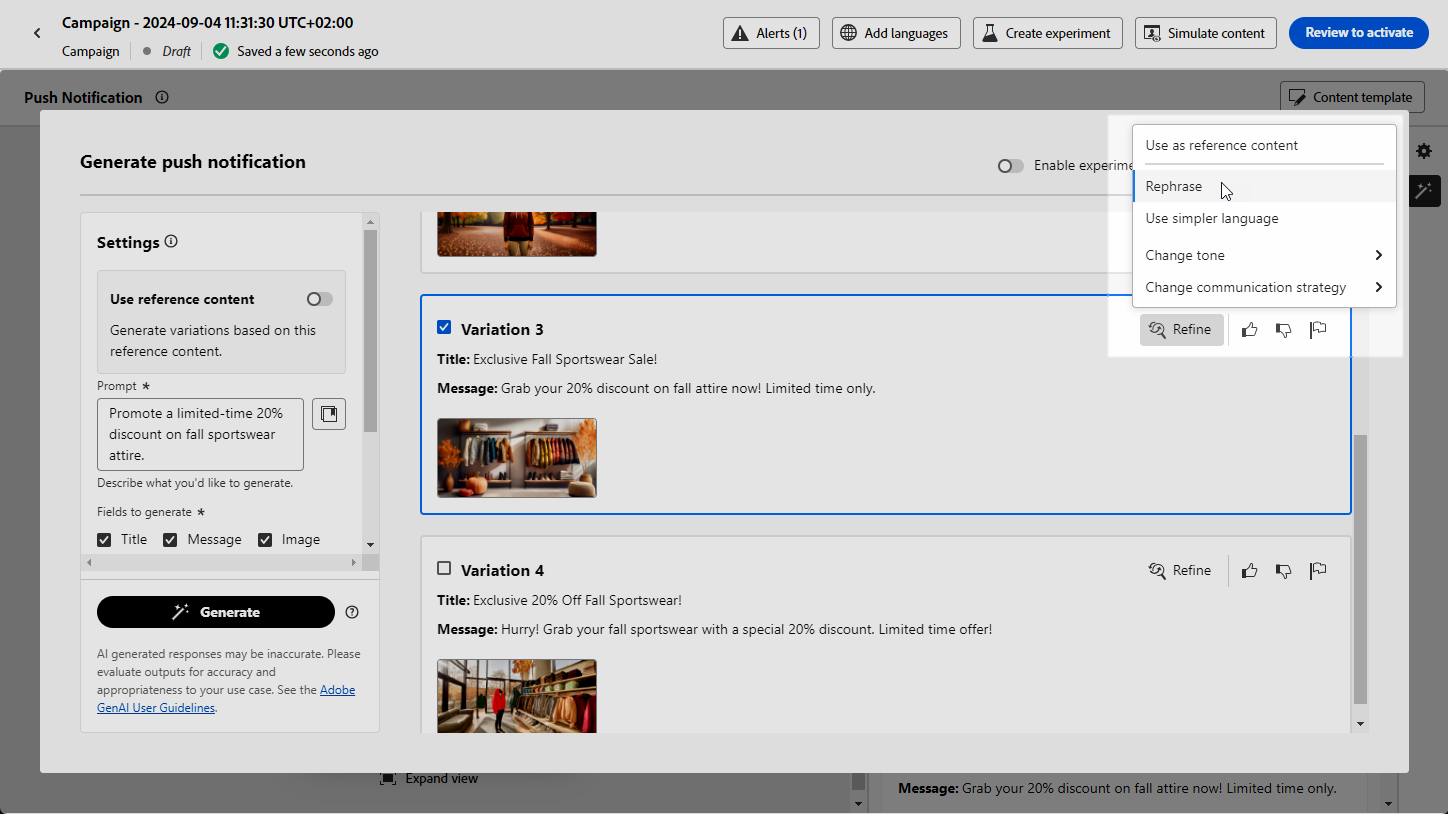 Campaign - 2024-09-04 11:31:30 UTC+02:00
Campaign Draft Saved a few seconds ago
Alerts (1)
Add languages
Create experiment
Simulate content
Review to activate
Push Notification
Content template
Generate push notification
Enable experime
Use as reference content
Rephrase
Use simpler language
Change tone
Change communication strategy
Settings
Use reference content
Generate variations based on this
reference content.
Prompt *
Promote a limited-time 20%
discount on fall sportswear
attire.
Describe what you'd like to generate.
Fields to generate *
Title Message Image
Generate
AI generated responses may be inaccurate. Please
evaluate outputs for accuracy and
appropriateness to your use case. See the Adobe
GenAI User Guidelines.
Variation 3
Refine
Title: Exclusive Fall Sportswear Sale!
Message: Grab your 20% discount on fall attire now! Limited time only.
Variation 4
Refine
Title: Exclusive 20% Off Fall Sportswear!
Message: Hurry! Grab your fall sportswear with a special 20% discount. Limited time offer!
Expand view
Message: Grab your 20% discount on fall attire now! Limited time only.